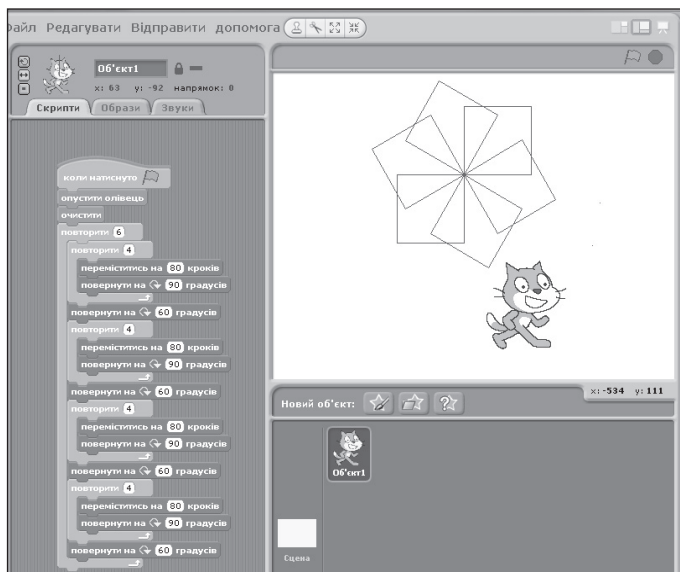 Файл Редагувати Відправити допомога
Об'єкт1
x: 63 y: -92 напрямок: 0
Скрипти Образи Звуки
коли натиснуто
опустити олівець
очистити
повторити 6
повторити 4
переміститись на 80 кроків
повернути на 90 градусів
повернути на 60 градусів
повторити 4
переміститись на 80 кроків
повернути на 90 градусів
повернути на 60 градусів
повторити 4
переміститись на 80 кроків
повернути на 90 градусів
повернути на 60 градусів
повторити 4
переміститись на 80 кроків
повернути на 90 градусів
повернути на 60 градусів
x: -534 y: 111
Новий об'єкт:
Об'єкт1
Сцена